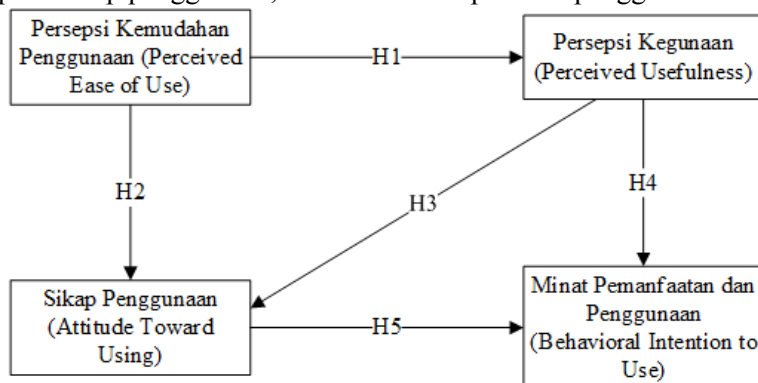 Persepsi Kemudahan
Penggunaan (Perceived
Ease of Use)
H1
Persepsi Kegunaan
(Perceived Usefulness)
H2
H3
H4
Sikap Penggunaan
(Attitude Toward
Using)
H5
Minat Pemanfaatan dan
Penggunaan
(Behavioral Intention to
Use)